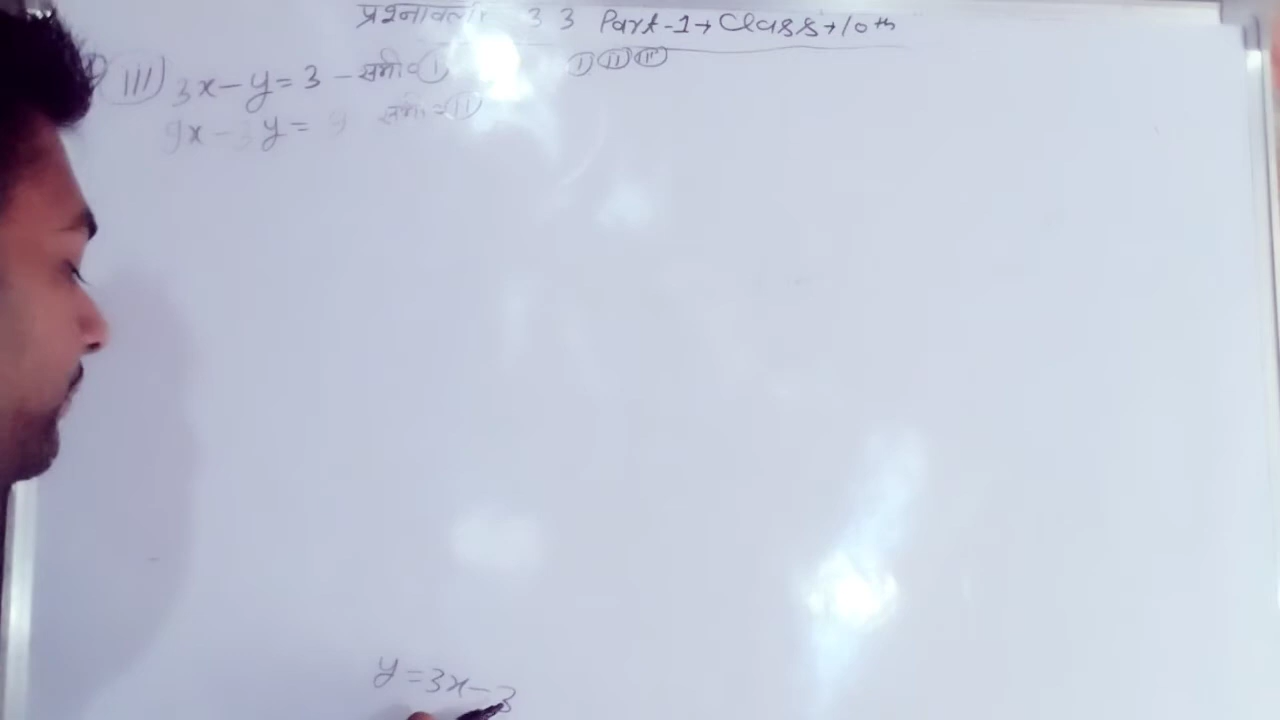 प्रश्नावली 3 3 Part-1 → Class → 10th
(I) (II) (III)
(III) 3x - y = 3 - समी० (I)
9x - 3y = 9 समी० (II)
y = 3x - 3